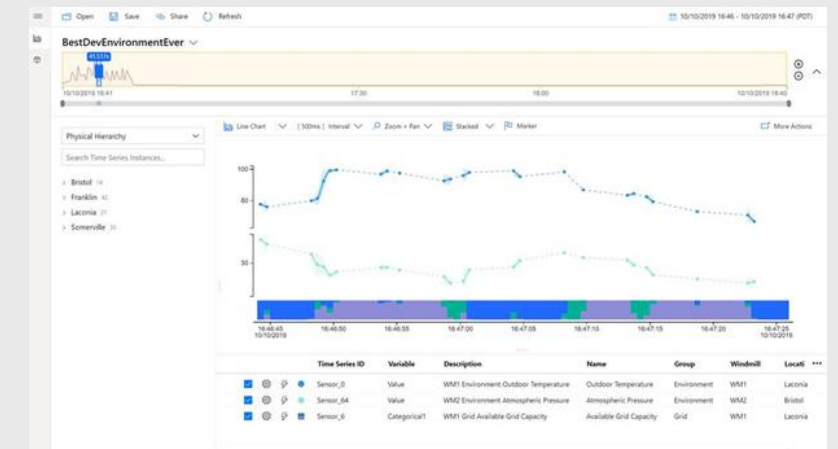 Open Save Share Refresh 10/10/2019 16:46 - 10/10/2019 16:47 (PDT)
BestDevEnvironmentEver
41.517s
10/10/2019 16:41 17:30 18:00 10/10/2019 18:40
Physical Hierarchy
Search Time Series Instances...
Bristol
Franklin
Laconia
Somerville
Line Chart [ 500ms ] Interval Zoom + Pan Stacked Marker More Actions
100
80
30
16:46:45 16:46:50 16:46:55 16:47:00 16:47:05 16:47:10 16:47:15 16:47:20 16:47:25
10/10/2019 10/10/2019
Time Series ID Variable Description Name Group Windmill Locati
Sensor_0 Value WM1 Environment Outdoor Temperature Outdoor Temperature Environment WM1 Laconia
Sensor_64 Value WM2 Environment Atmospheric Pressure Atmospheric Pressure Environment WM2 Bristol
Sensor_6 Categorical1 WM1 Grid Available Grid Capacity Available Grid Capacity Grid WM1 Laconia